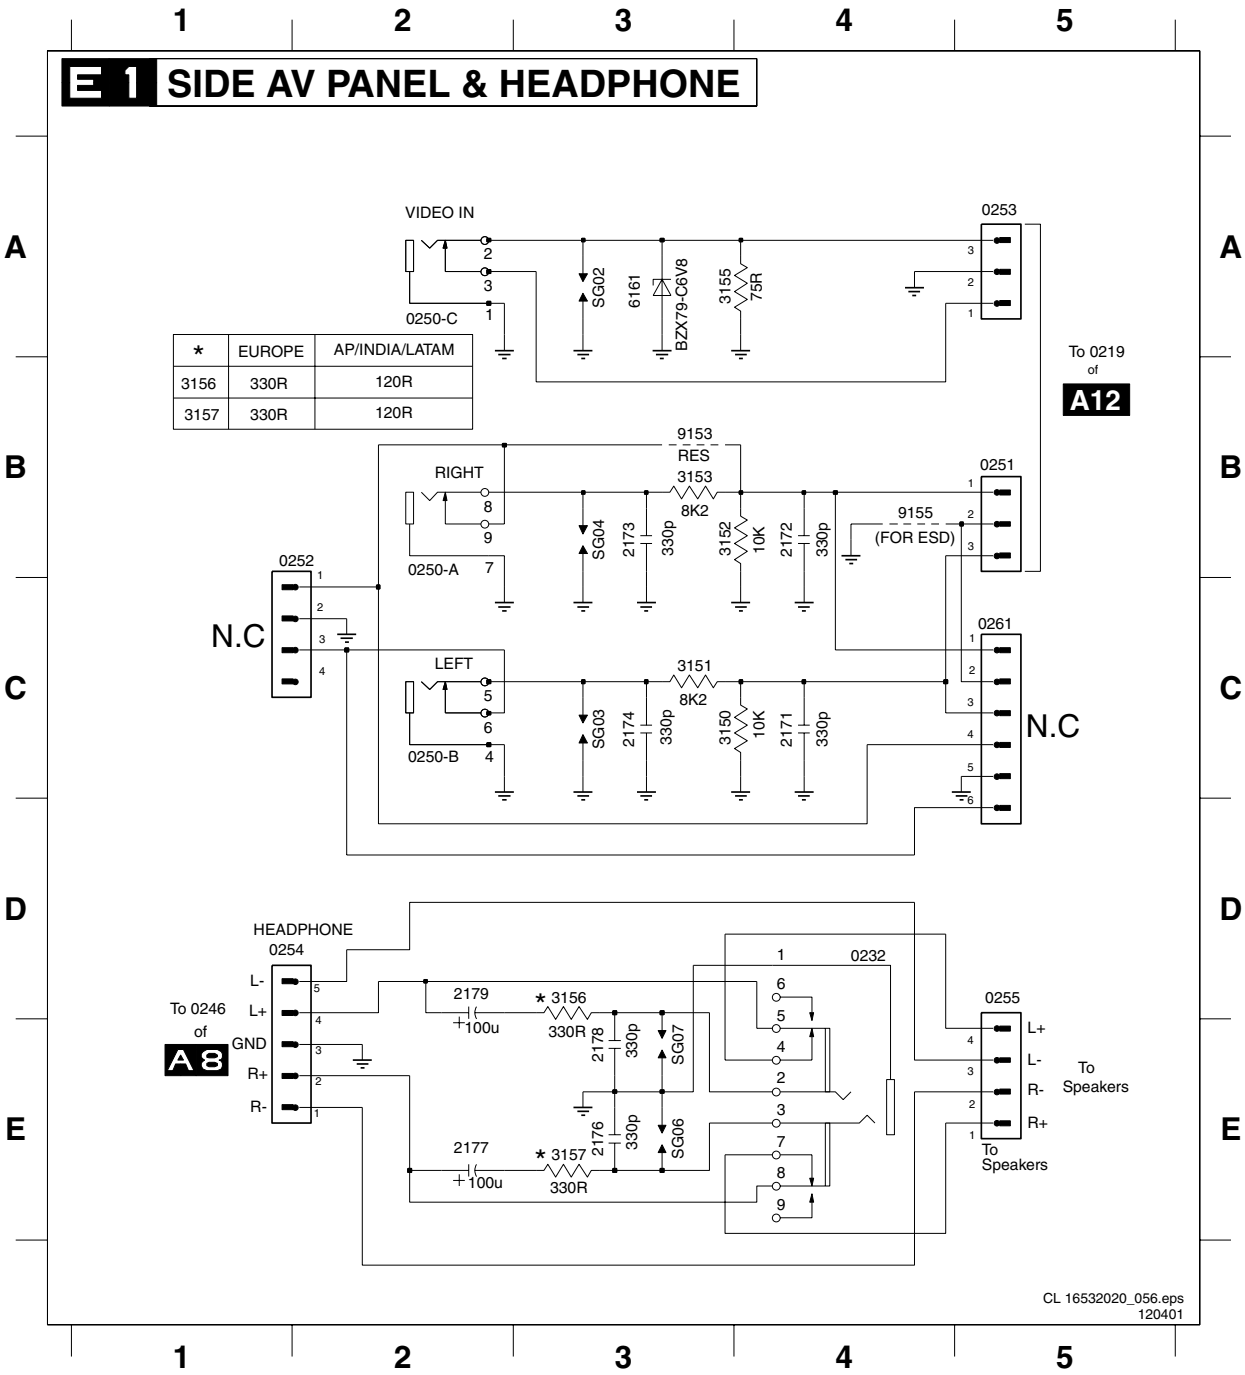 1 2 3 4 5
E 1 SIDE AV PANEL & HEADPHONE
A A
VIDEO IN
0253
2
3
1
0250-C
SG02
6161
BZX79-C6V8
3155
75R
3
2
1
* EUROPE AP/INDIA/LATAM
3156 330R 120R
3157 330R 120R
To 0219
of
A12
B B
9153
RES
RIGHT
3153
8K2
0251
8
9
7
0250-A
SG04
2173
330p
3152
10K
2172
330p
9155
(FOR ESD)
1
2
3
0252
1
2
3
4
N.C
C C
LEFT
3151
8K2
0261
5
6
4
0250-B
SG03
2174
330p
3150
10K
2171
330p
1
2
3
4
5
6
N.C
D D
HEADPHONE
0254
L-
L+
GND
R+
R-
5
4
3
2
1
To 0246
of
A 8
2179
+100u
* 3156
330R
2178
330p
SG07
1
0232
6
5
4
2
3
7
8
9
0255
L+
L-
R-
R+
4
3
2
1
To
Speakers
To
Speakers
E E
2177
+100u
* 3157
330R
2176
330p
SG06
CL 16532020_056.eps
120401
1 2 3 4 5